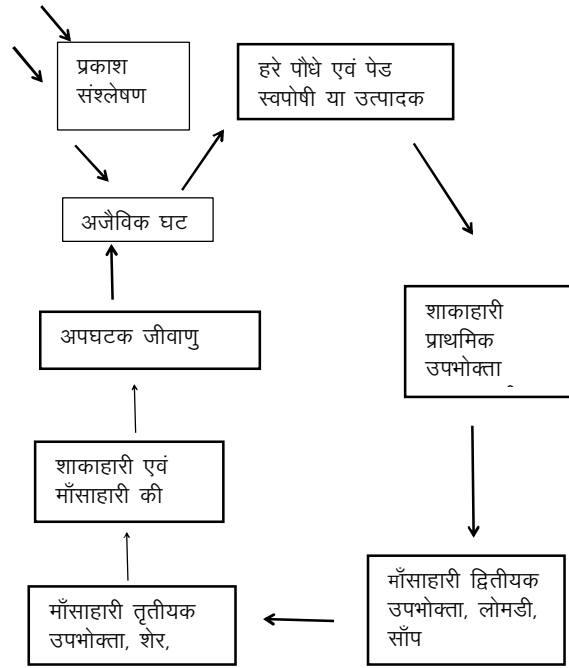 प्रकाश
संश्लेषण
हरे पौधे एवं पेड
स्वपोषी या उत्पादक
अजैविक घट
शाकाहारी
प्राथमिक
उपभोक्ता
माँसाहारी द्वितीयक
उपभोक्ता, लोमडी,
साँप
माँसाहारी तृतीयक
उपभोक्ता, शेर,
शाकाहारी एवं
माँसाहारी की
अपघटक जीवाणु